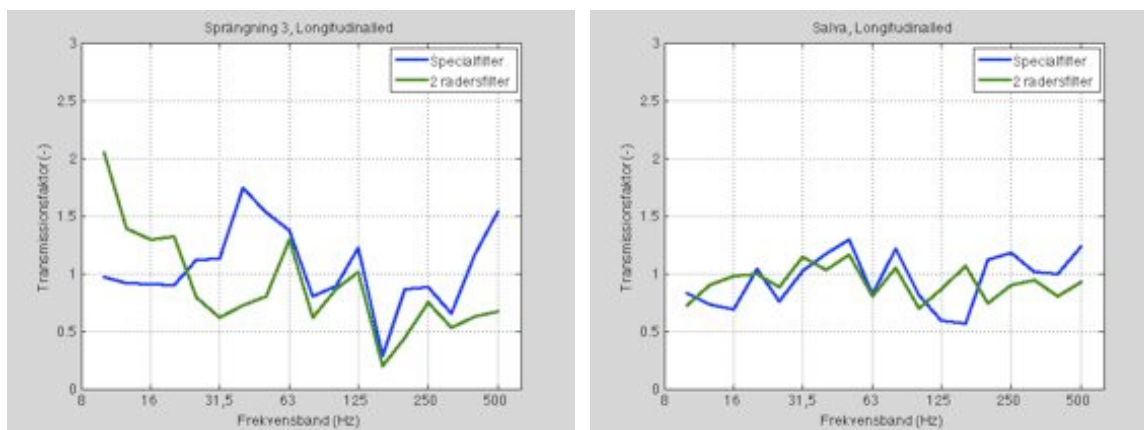 Sprängning 3, Longitudinalled
3
2.5
2
1.5
1
0.5
0
Transmissionsfaktor (-)
Specialfilter
2 radersfilter
8 16 31,5 63 125 250 500
Frekvensband (Hz)
Salva, Longitudinalled
3
2.5
2
1.5
1
0.5
0
Transmissionsfaktor (-)
Specialfilter
2 radersfilter
8 16 31,5 63 125 250 500
Frekvensband (Hz)